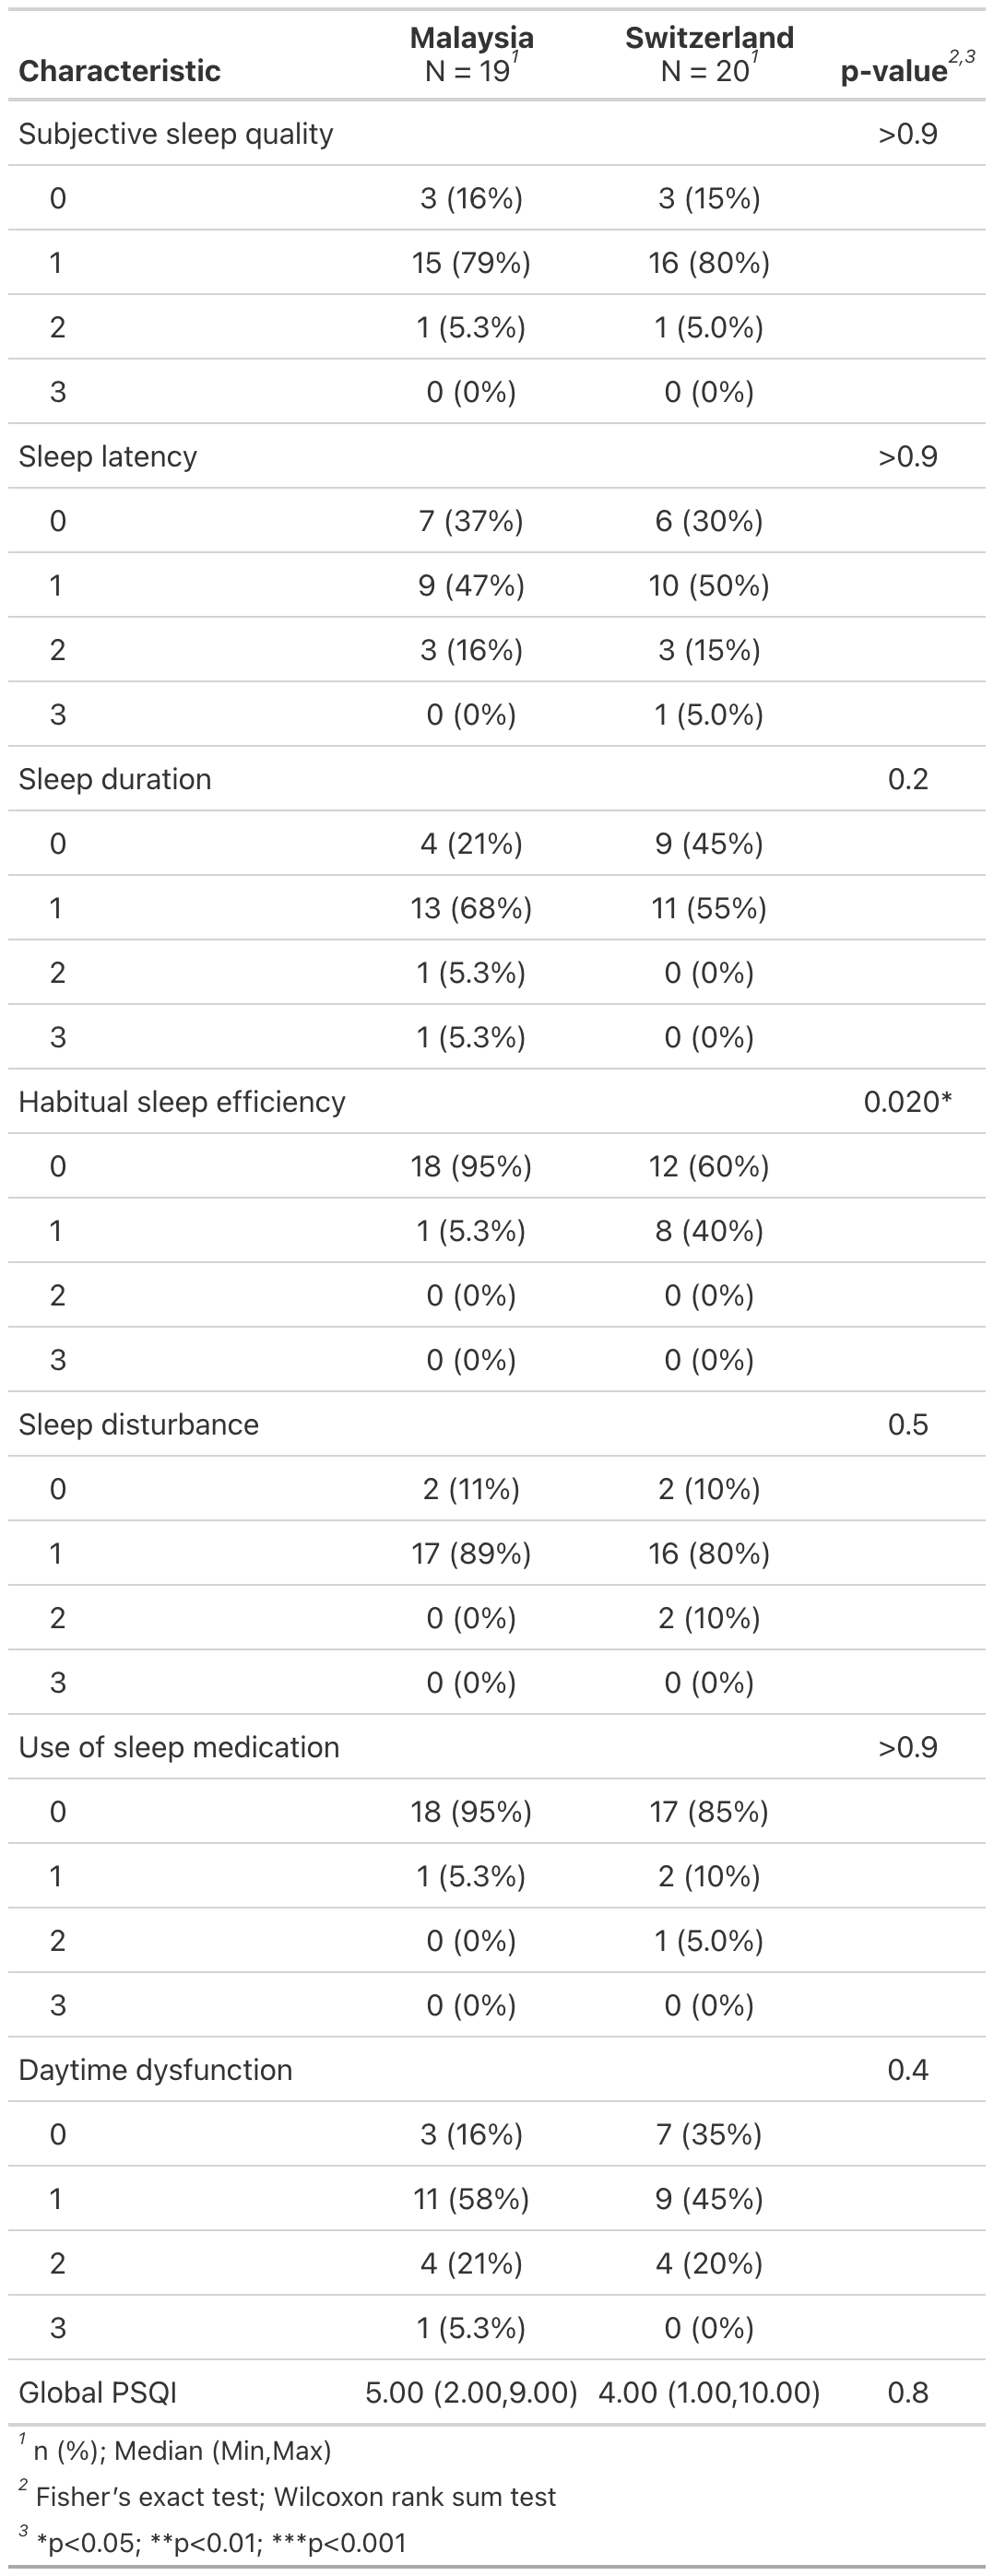 Malaysia Switzerland
Characteristic N = 19¹ N = 20¹ p-value²,³
Subjective sleep quality >0.9
0 3 (16%) 3 (15%)
1 15 (79%) 16 (80%)
2 1 (5.3%) 1 (5.0%)
3 0 (0%) 0 (0%)
Sleep latency >0.9
0 7 (37%) 6 (30%)
1 9 (47%) 10 (50%)
2 3 (16%) 3 (15%)
3 0 (0%) 1 (5.0%)
Sleep duration 0.2
0 4 (21%) 9 (45%)
1 13 (68%) 11 (55%)
2 1 (5.3%) 0 (0%)
3 1 (5.3%) 0 (0%)
Habitual sleep efficiency 0.020*
0 18 (95%) 12 (60%)
1 1 (5.3%) 8 (40%)
2 0 (0%) 0 (0%)
3 0 (0%) 0 (0%)
Sleep disturbance 0.5
0 2 (11%) 2 (10%)
1 17 (89%) 16 (80%)
2 0 (0%) 2 (10%)
3 0 (0%) 0 (0%)
Use of sleep medication >0.9
0 18 (95%) 17 (85%)
1 1 (5.3%) 2 (10%)
2 0 (0%) 1 (5.0%)
3 0 (0%) 0 (0%)
Daytime dysfunction 0.4
0 3 (16%) 7 (35%)
1 11 (58%) 9 (45%)
2 4 (21%) 4 (20%)
3 1 (5.3%) 0 (0%)
Global PSQI 5.00 (2.00,9.00) 4.00 (1.00,10.00) 0.8
¹ n (%); Median (Min,Max)
² Fisher’s exact test; Wilcoxon rank sum test
³ *p<0.05; **p<0.01; ***p<0.001